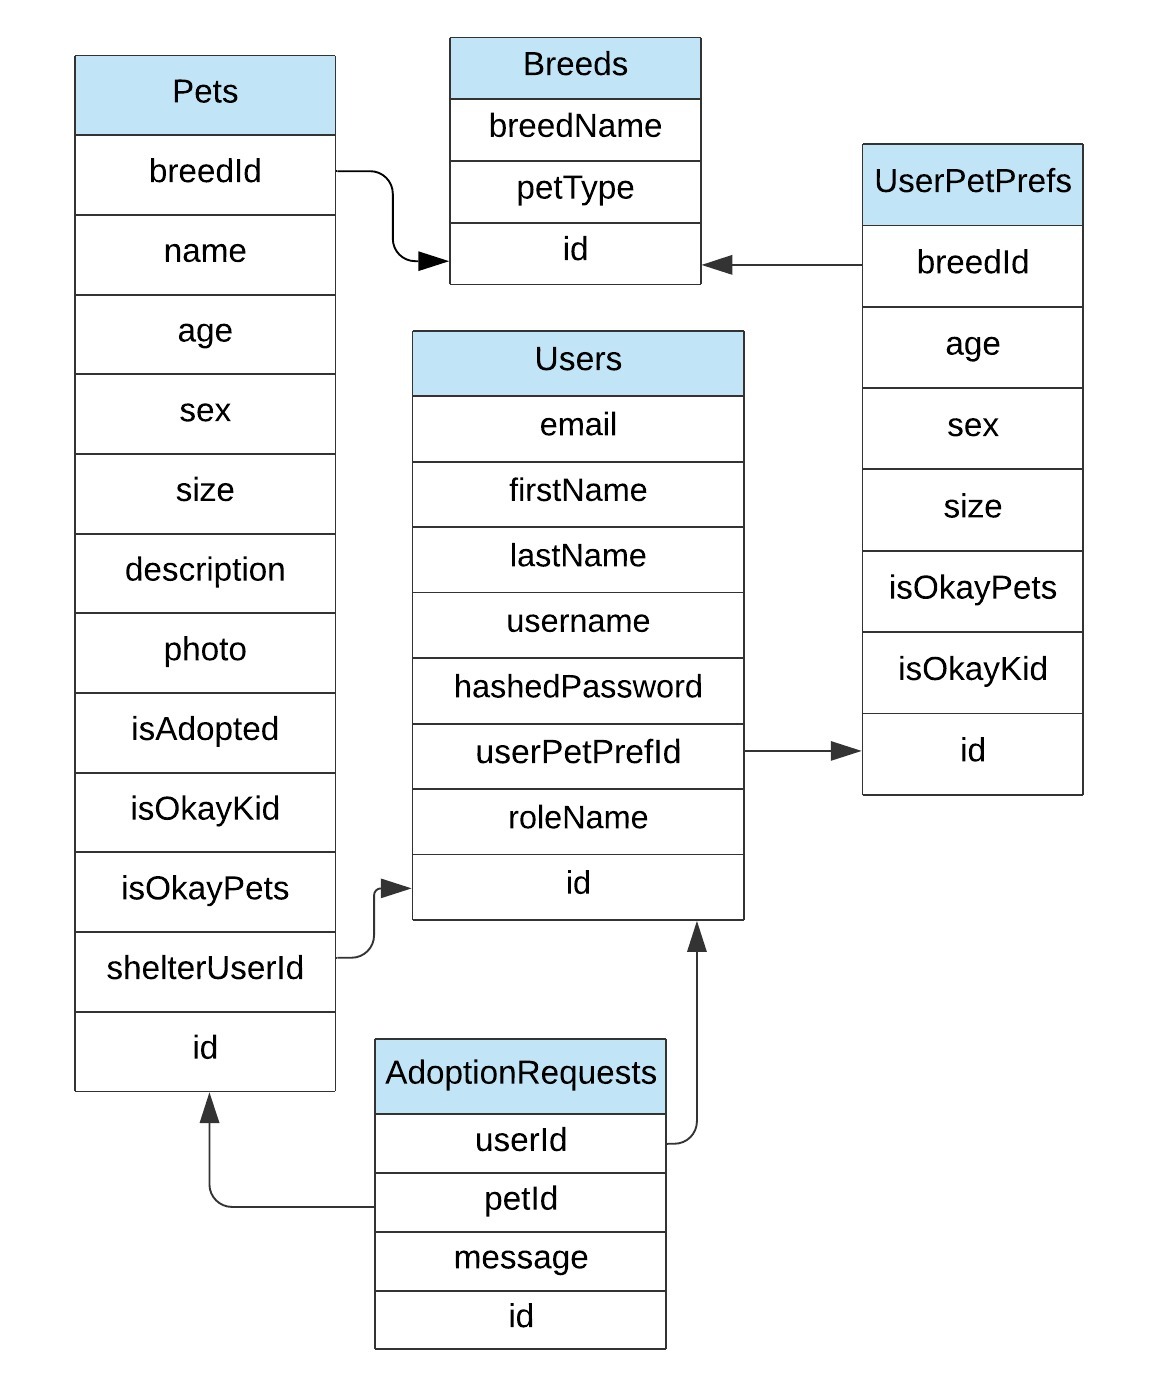 Pets
breedId
name
age
sex
size
description
photo
isAdopted
isOkayKid
isOkayPets
shelterUserId
id
Breeds
breedName
petType
id
Users
email
firstName
lastName
username
hashedPassword
userPetPrefId
roleName
id
UserPetPrefs
breedId
age
sex
size
isOkayPets
isOkayKid
id
AdoptionRequests
userId
petId
message
id